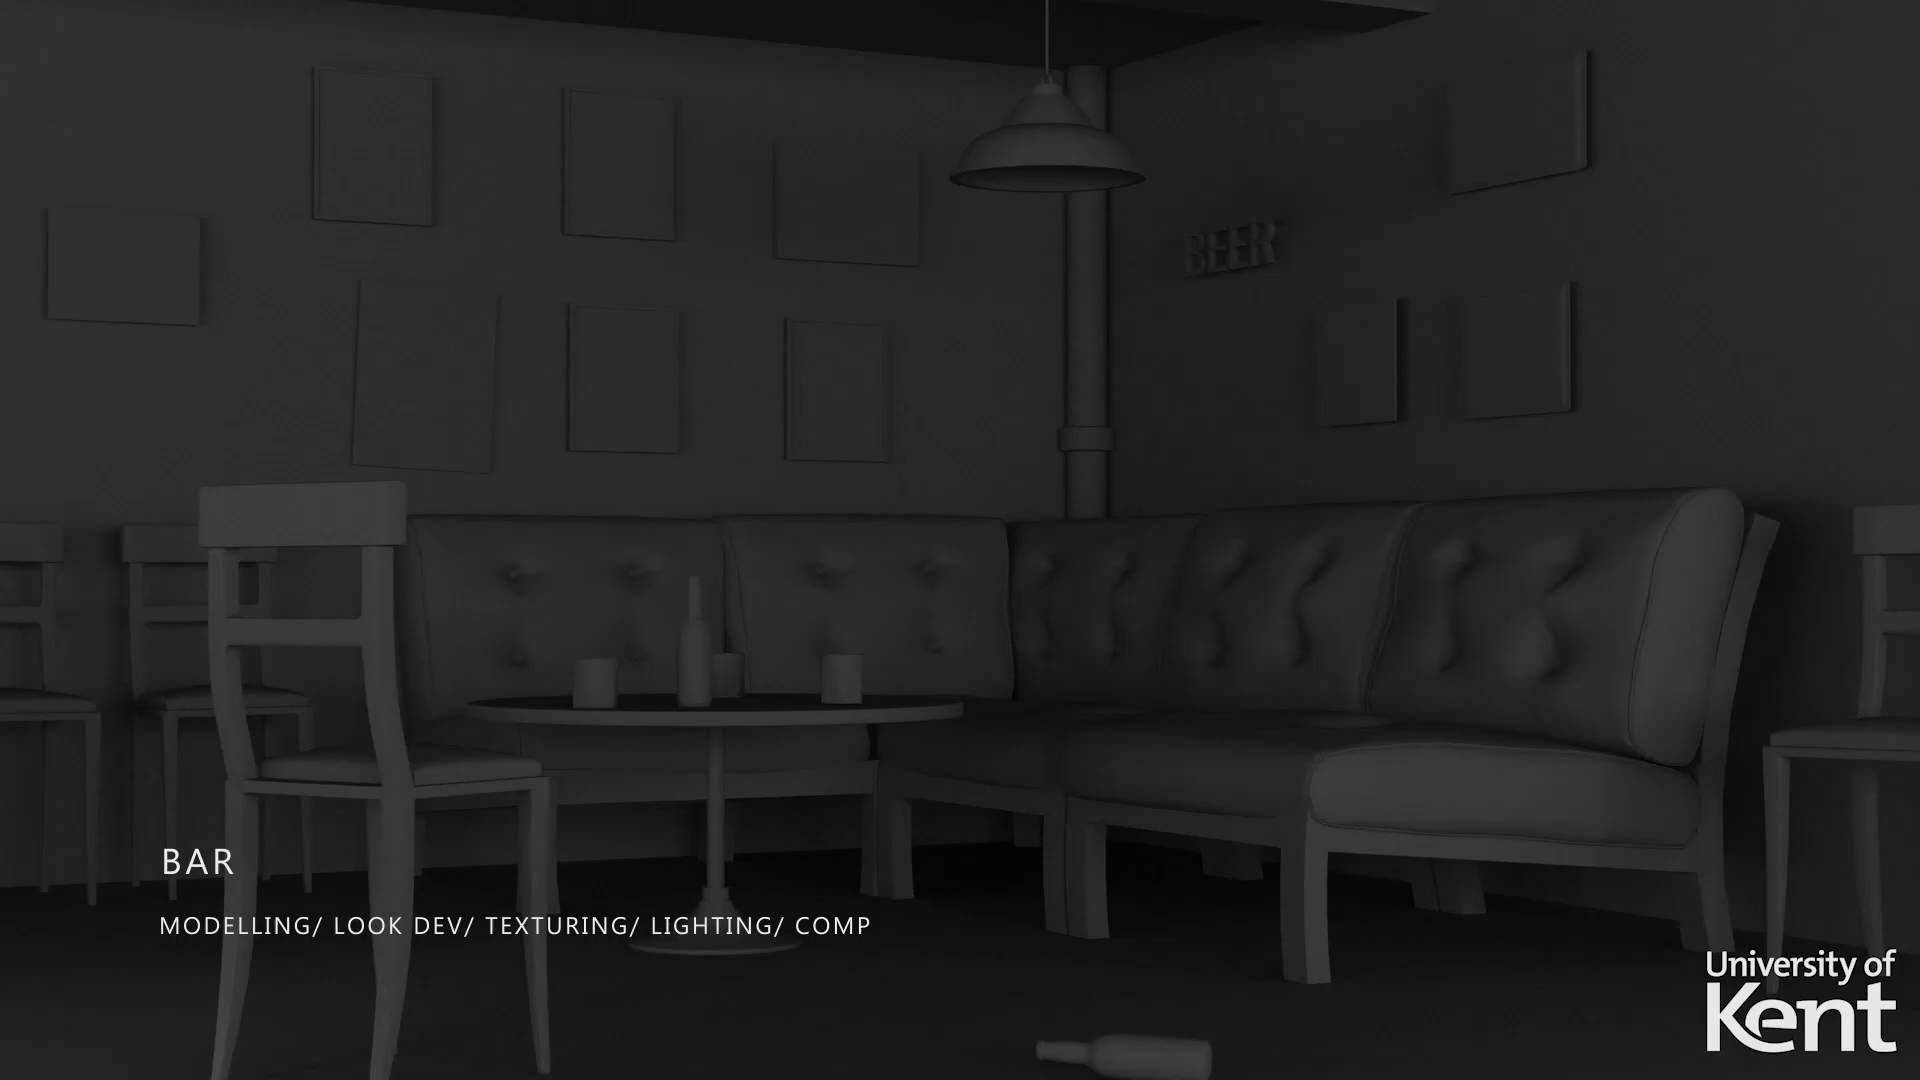 BEER
BAR
MODELLING/ LOOK DEV/ TEXTURING/ LIGHTING/ COMP
University of
Kent